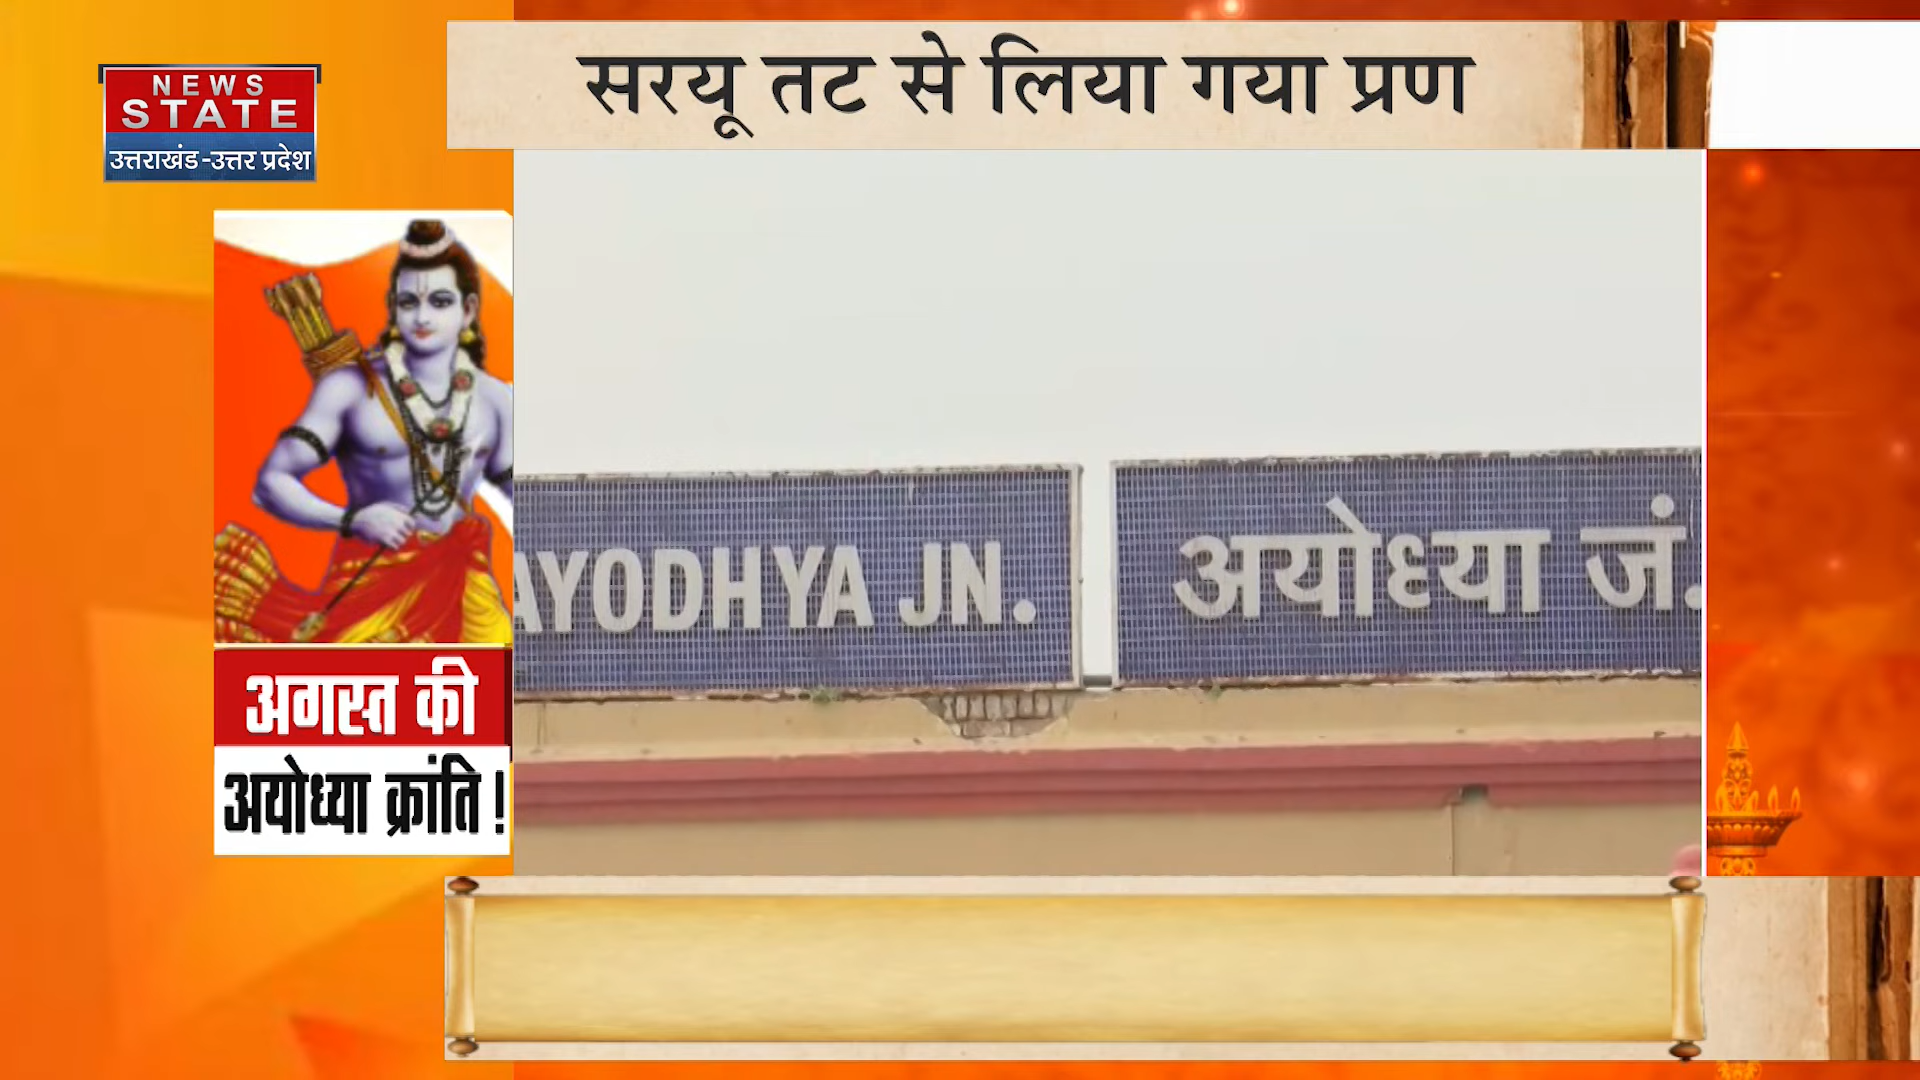 सरयू तट से लिया गया प्रण
NEWS
STATE
उत्तराखंड-उत्तर प्रदेश
AYODHYA JN.
अयोध्या जं.
अगस्त की
अयोध्या क्रांति !